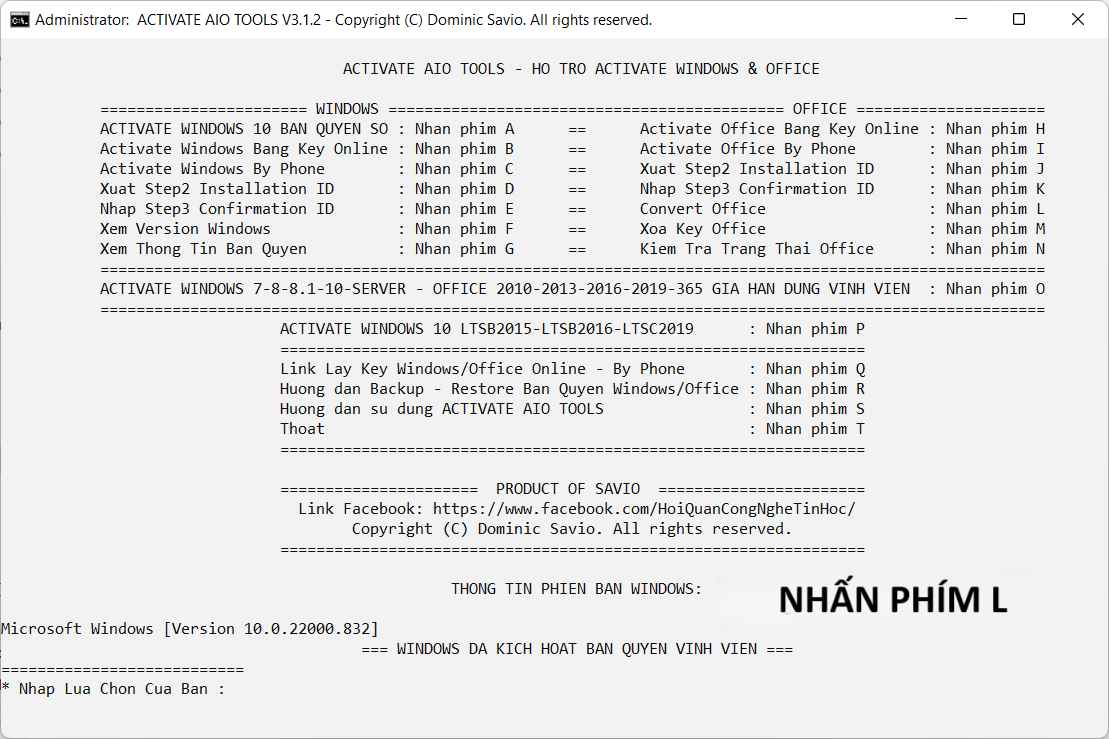 Administrator:  ACTIVATE AIO TOOLS V3.1.2 - Copyright (C) Dominic Savio. All rights reserved.
ACTIVATE AIO TOOLS - HO TRO ACTIVATE WINDOWS & OFFICE
======================= WINDOWS ============================================ OFFICE =====================
ACTIVATE WINDOWS 10 BAN QUYEN SO : Nhan phim A      ==      Activate Office Bang Key Online : Nhan phim H
Activate Windows Bang Key Online : Nhan phim B      ==      Activate Office By Phone        : Nhan phim I
Activate Windows By Phone        : Nhan phim C      ==      Xuat Step2 Installation ID      : Nhan phim J
Xuat Step2 Installation ID       : Nhan phim D      ==      Nhap Step3 Confirmation ID      : Nhan phim K
Nhap Step3 Confirmation ID       : Nhan phim E      ==      Convert Office                  : Nhan phim L
Xem Version Windows              : Nhan phim F      ==      Xoa Key Office                  : Nhan phim M
Xem Thong Tin Ban Quyen          : Nhan phim G      ==      Kiem Tra Trang Thai Office      : Nhan phim N
=========================================================================================================
ACTIVATE WINDOWS 7-8-8.1-10-SERVER - OFFICE 2010-2013-2016-2019-365 GIA HAN DUNG VINH VIEN  : Nhan phim O
=========================================================================================================
ACTIVATE WINDOWS 10 LTSB2015-LTSB2016-LTSC2019      : Nhan phim P
=================================================================
Link Lay Key Windows/Office Online - By Phone       : Nhan phim Q
Huong dan Backup - Restore Ban Quyen Windows/Office : Nhan phim R
Huong dan su dung ACTIVATE AIO TOOLS                : Nhan phim S
Thoat                                               : Nhan phim T
=================================================================
======================  PRODUCT OF SAVIO  =======================
Link Facebook: https://www.facebook.com/HoiQuanCongNgheTinHoc/
Copyright (C) Dominic Savio. All rights reserved.
=================================================================
THONG TIN PHIEN BAN WINDOWS:
NHẤN PHÍM L
Microsoft Windows [Version 10.0.22000.832]
=== WINDOWS DA KICH HOAT BAN QUYEN VINH VIEN ===
===========================
* Nhap Lua Chon Cua Ban :